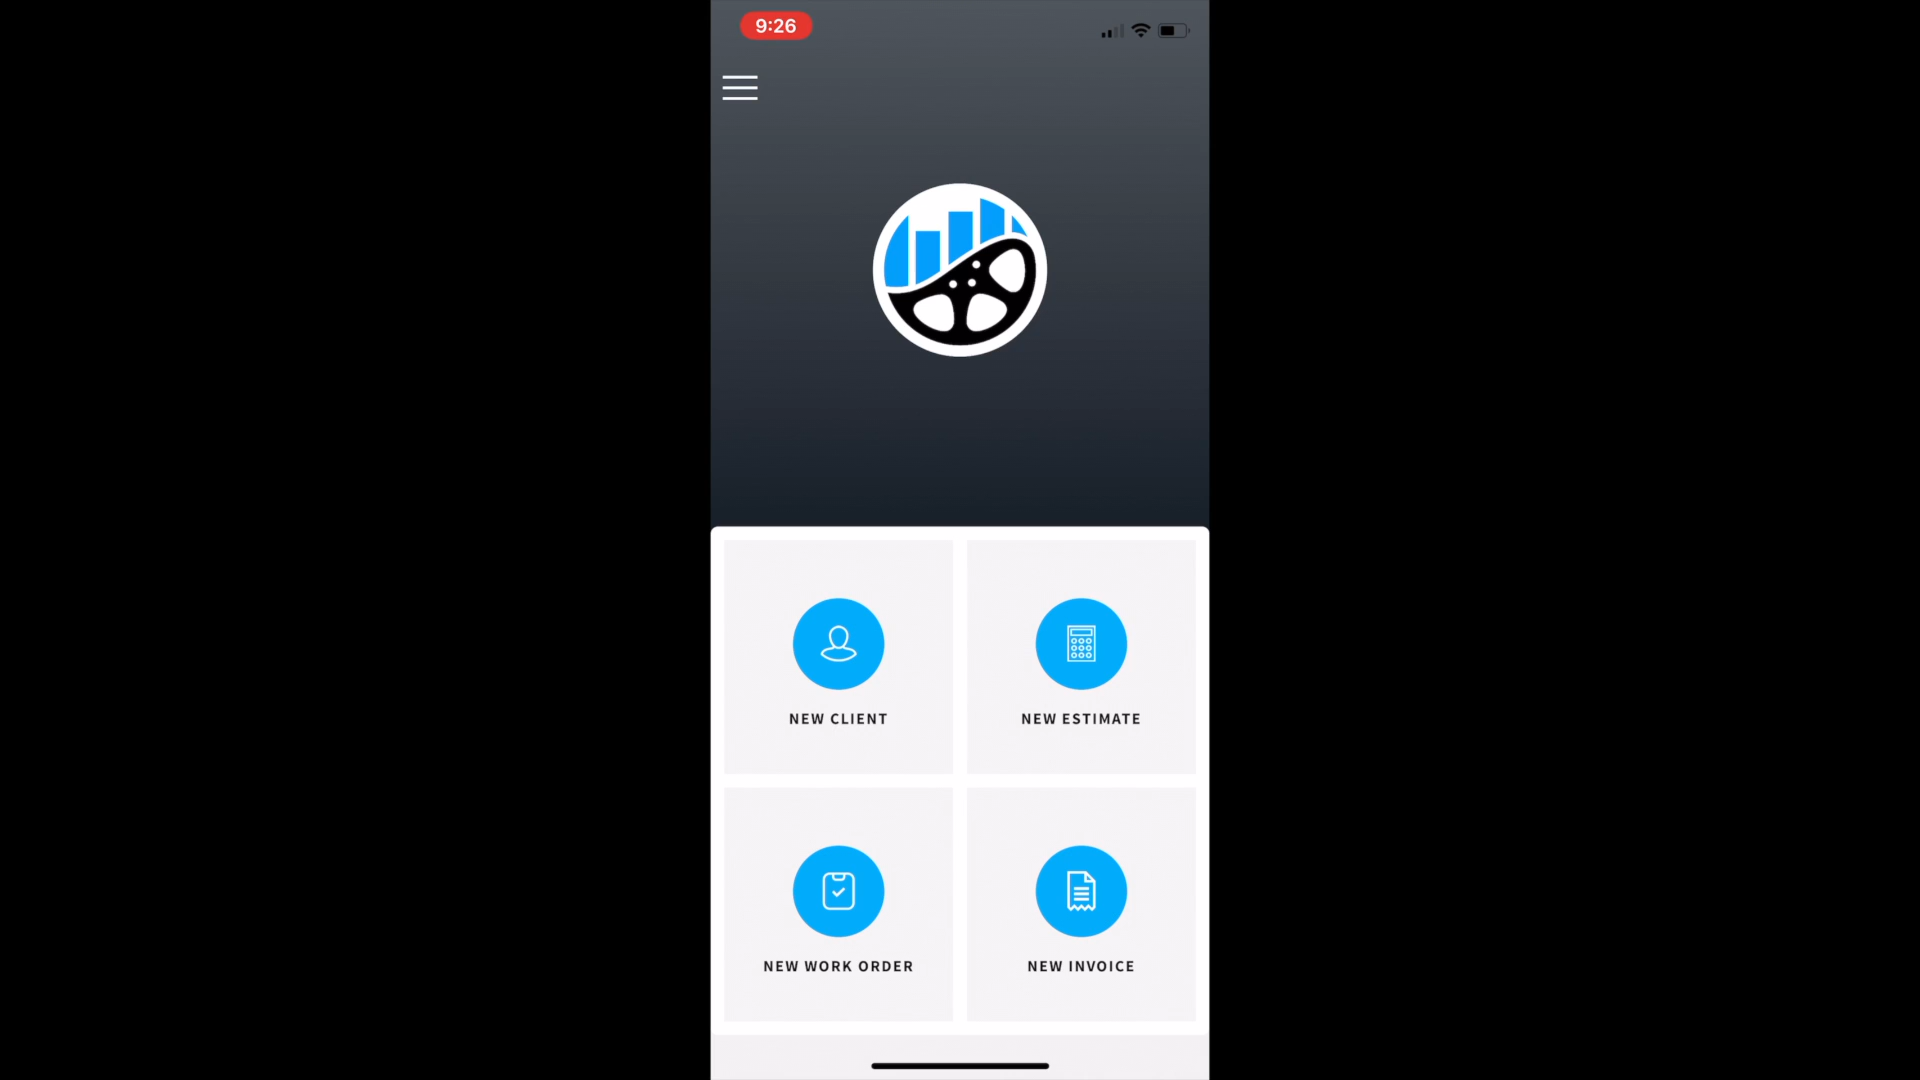 9:26
NEW CLIENT
NEW ESTIMATE
NEW WORK ORDER
NEW INVOICE